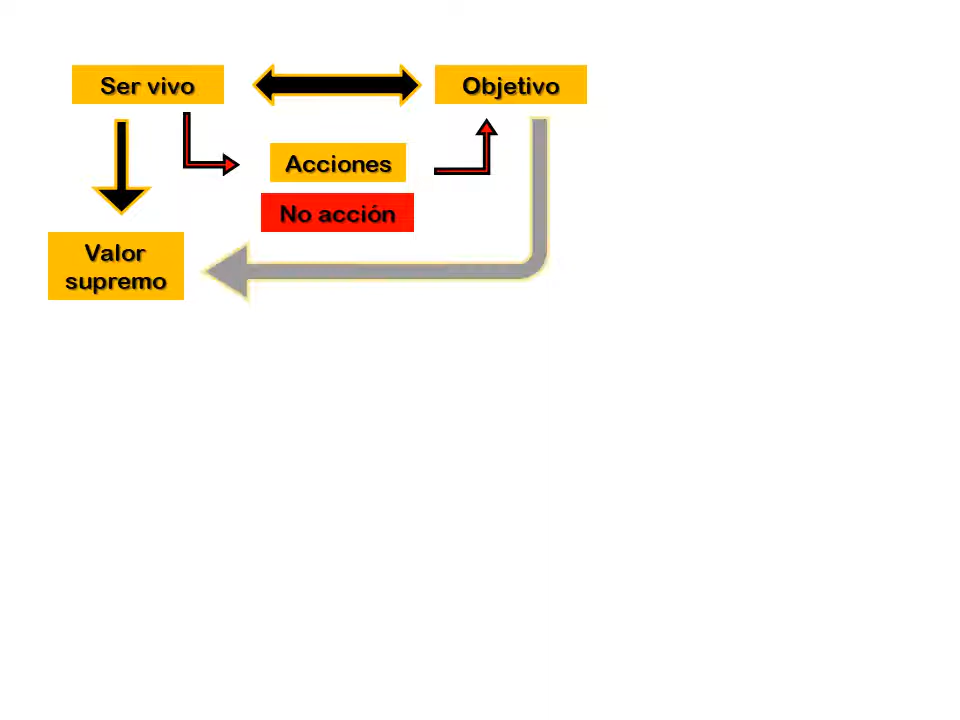 Ser vivo
Objetivo
Acciones
No acción
Valor
supremo